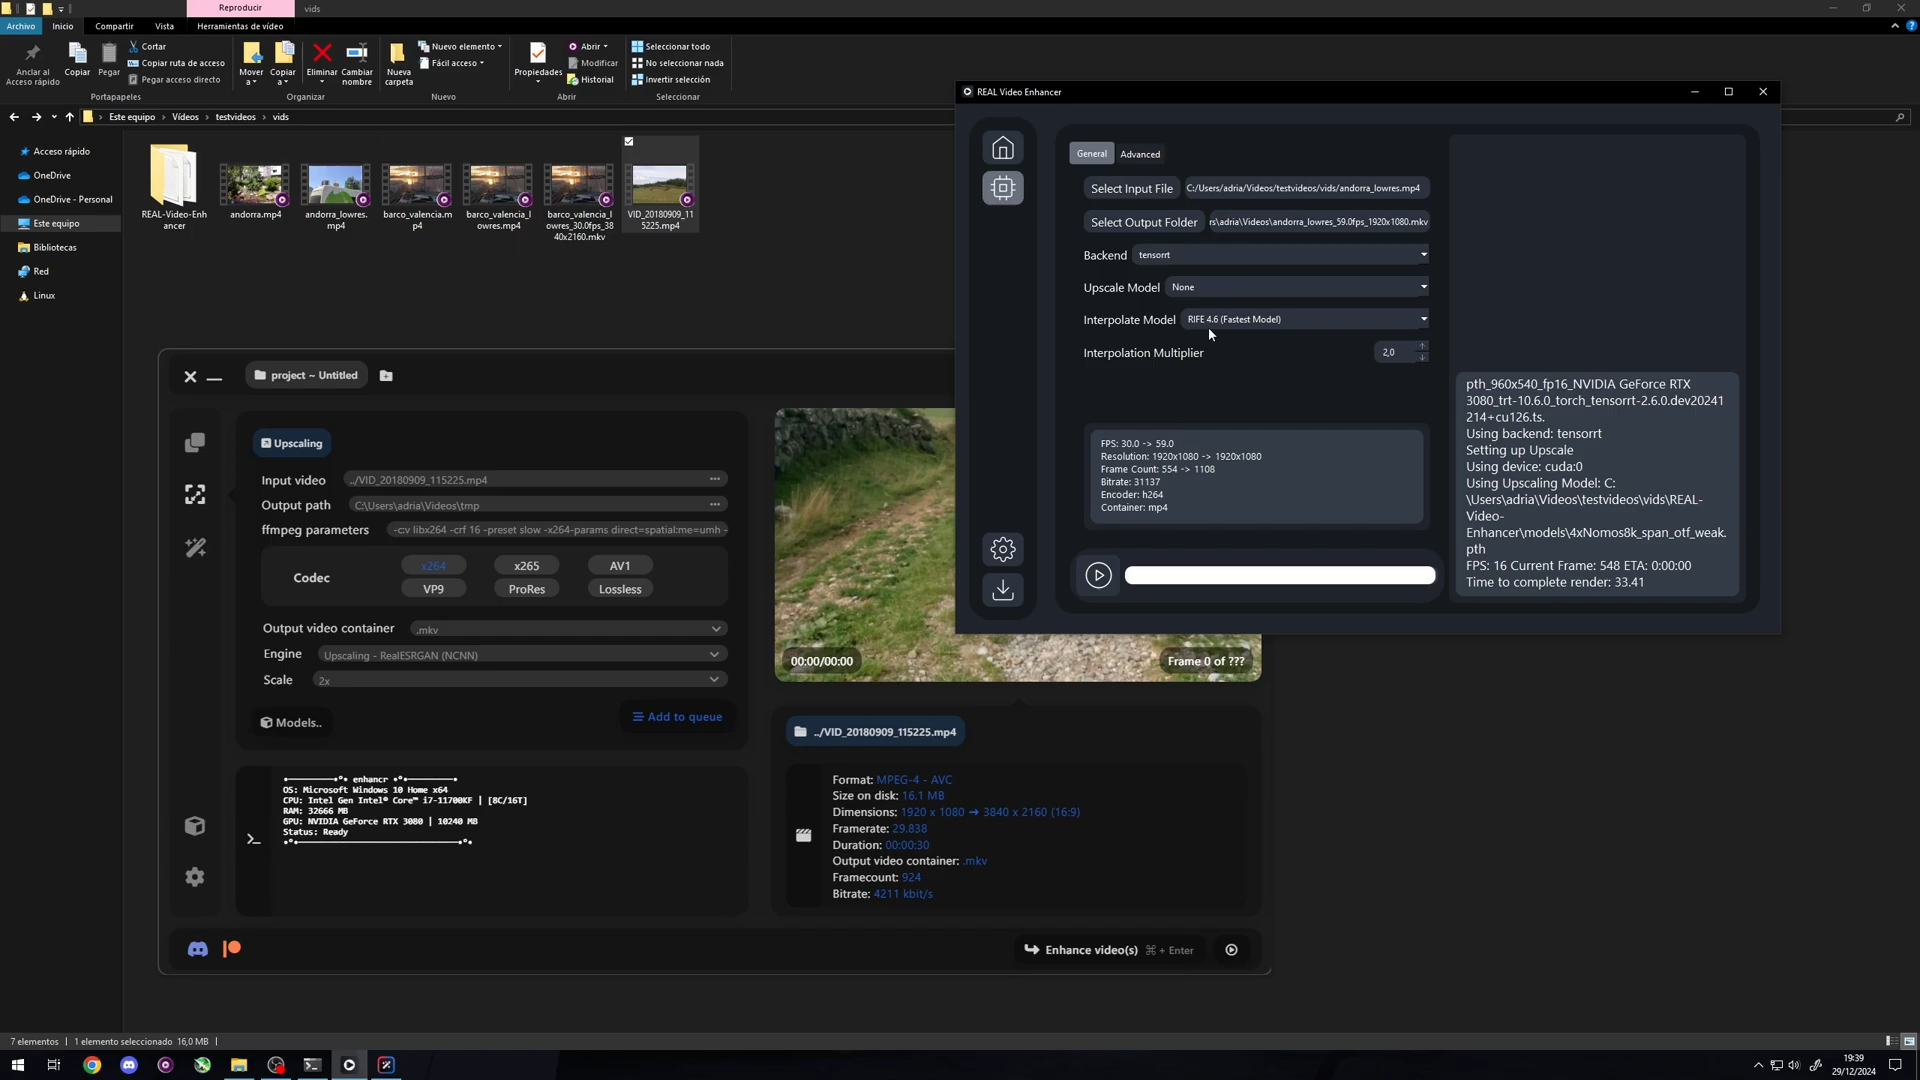 Reproducir
vids
Archivo
Inicio
Compartir
Vista
Herramientas de vídeo
Anclar al
Acceso rápido
Copiar
Pegar
Cortar
Copiar ruta de acceso
Pegar acceso directo
Portapapeles
Mover
a
Copiar
a
Eliminar
Cambiar
nombre
Organizar
Nueva
carpeta
Nuevo elemento
Fácil acceso
Nuevo
Propiedades
Abrir
Modificar
Historial
Abrir
Seleccionar todo
No seleccionar nada
Invertir selección
Seleccionar
Este equipo > Vídeos > testvideos > vids
Acceso rápido
OneDrive
OneDrive - Personal
Este equipo
Bibliotecas
Red
Linux
REAL-Video-Enh
ancer
andorra.mp4
andorra_lowres.
mp4
barco_valencia.m
p4
barco_valencia_l
owres.mp4
barco_valencia_l
owres_30.0fps_38
40x2160.mkv
VID_20180909_11
5225.mp4
REAL Video Enhancer
General
Advanced
Select Input File
C:/Users/adria/Videos/testvideos/vids/andorra_lowres.mp4
Select Output Folder
rs\adria\Videos\andorra_lowres_59.0fps_1920x1080.mkv
Backend
tensorrt
Upscale Model
None
Interpolate Model
RIFE 4.6 (Fastest Model)
Interpolation Multiplier
2,0
FPS: 30.0 -> 59.0
Resolution: 1920x1080 -> 1920x1080
Frame Count: 554 -> 1108
Bitrate: 31137
Encoder: h264
Container: mp4
pth_960x540_fp16_NVIDIA GeForce RTX
3080_trt-10.6.0_torch_tensorrt-2.6.0.dev20241
214+cu126.ts.
Using backend: tensorrt
Setting up Upscale
Using device: cuda:0
Using Upscaling Model: C:
\Users\adria\Videos\testvideos\vids\REAL-
Video-
Enhancer\models\4xNomos8k_span_otf_weak.
pth
FPS: 16 Current Frame: 548 ETA: 0:00:00
Time to complete render: 33.41
project ~ Untitled
Upscaling
Input video
../VID_20180909_115225.mp4
Output path
C:\Users\adria\Videos\tmp
ffmpeg parameters
-c:v libx264 -crf 16 -preset slow -x264-params direct=spatial:me=umh -
Codec
x264
x265
AV1
VP9
ProRes
Lossless
Output video container
.mkv
Engine
Upscaling - RealESRGAN (NCNN)
Scale
2x
Models..
Add to queue
enhancr
OS: Microsoft Windows 10 Home x64
CPU: Intel Gen Intel® Core™ i7-11700KF | [8C/16T]
RAM: 32666 MB
GPU: NVIDIA GeForce RTX 3080 | 10240 MB
Status: Ready
00:00/00:00
Frame 0 of ???
../VID_20180909_115225.mp4
Format: MPEG-4 - AVC
Size on disk: 16.1 MB
Dimensions: 1920 x 1080 → 3840 x 2160 (16:9)
Framerate: 29.838
Duration: 00:00:30
Output video container: .mkv
Framecount: 924
Bitrate: 4211 kbit/s
Enhance video(s)
⌘ + Enter
7 elementos
1 elemento seleccionado 16,0 MB
19:39
29/12/2024